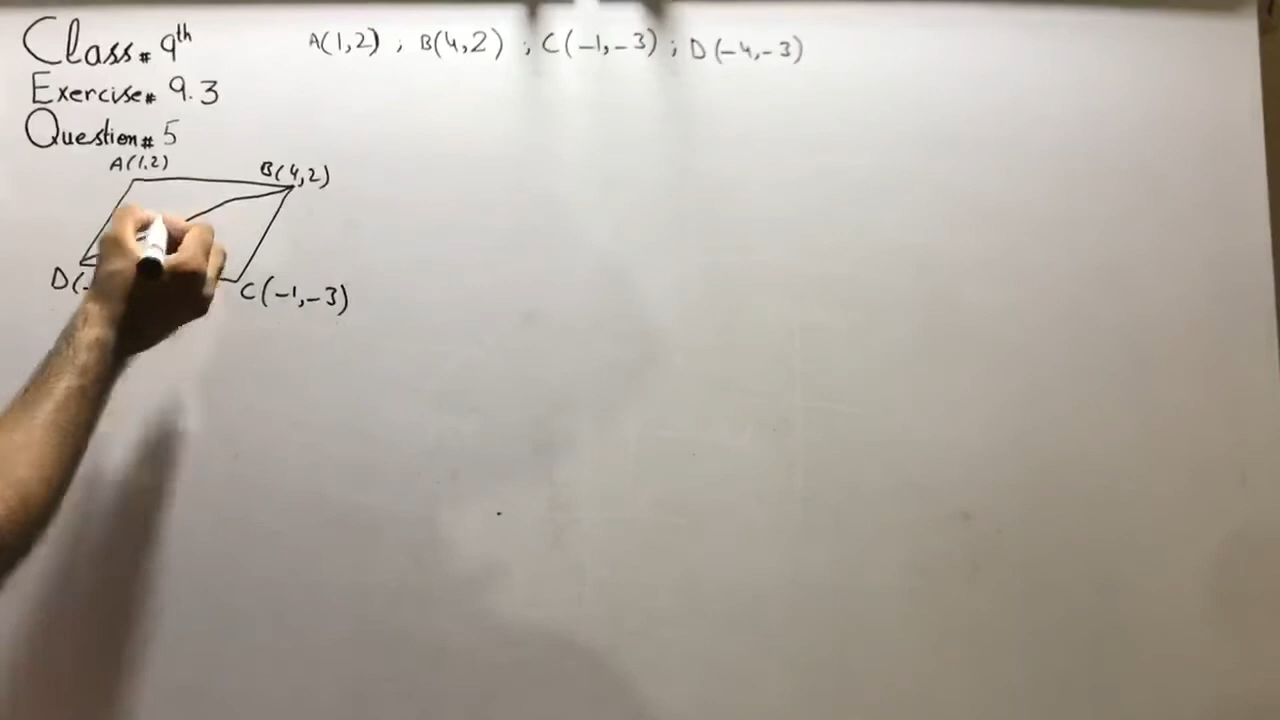 Class# 9th
A(1,2) ; B(4,2) ; C(-1,-3) ; D(-4,-3)
Exercise# 9.3
Question# 5
A(1,2)
B(4,2)
D(-
C(-1,-3)